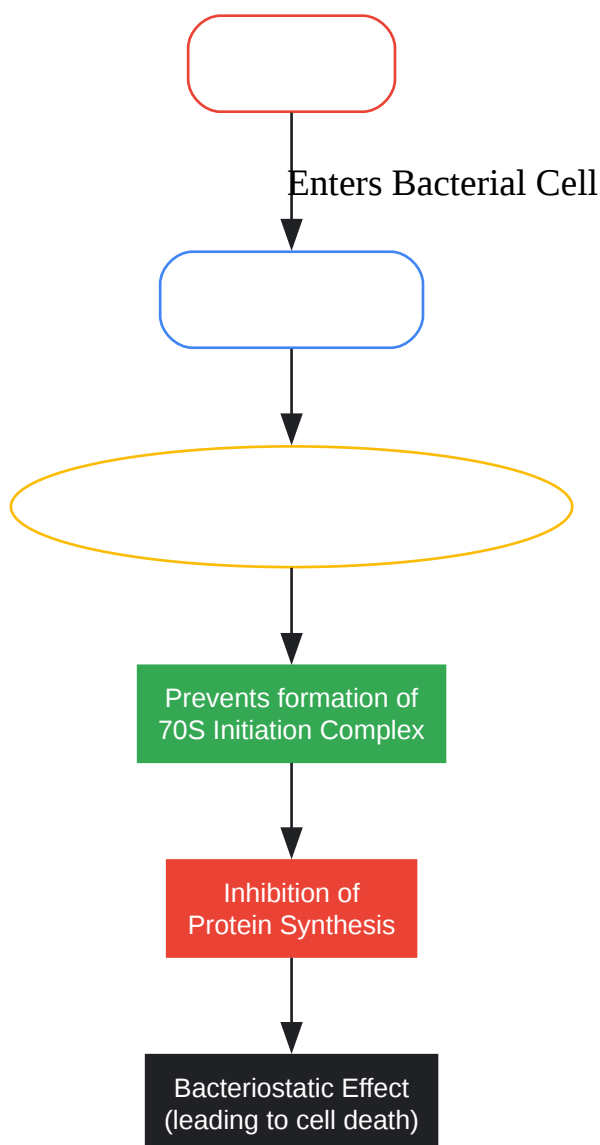 Enters Bacterial Cell
Prevents formation of
70S Initiation Complex
Inhibition of
Protein Synthesis
Bacteriostatic Effect
(leading to cell death)